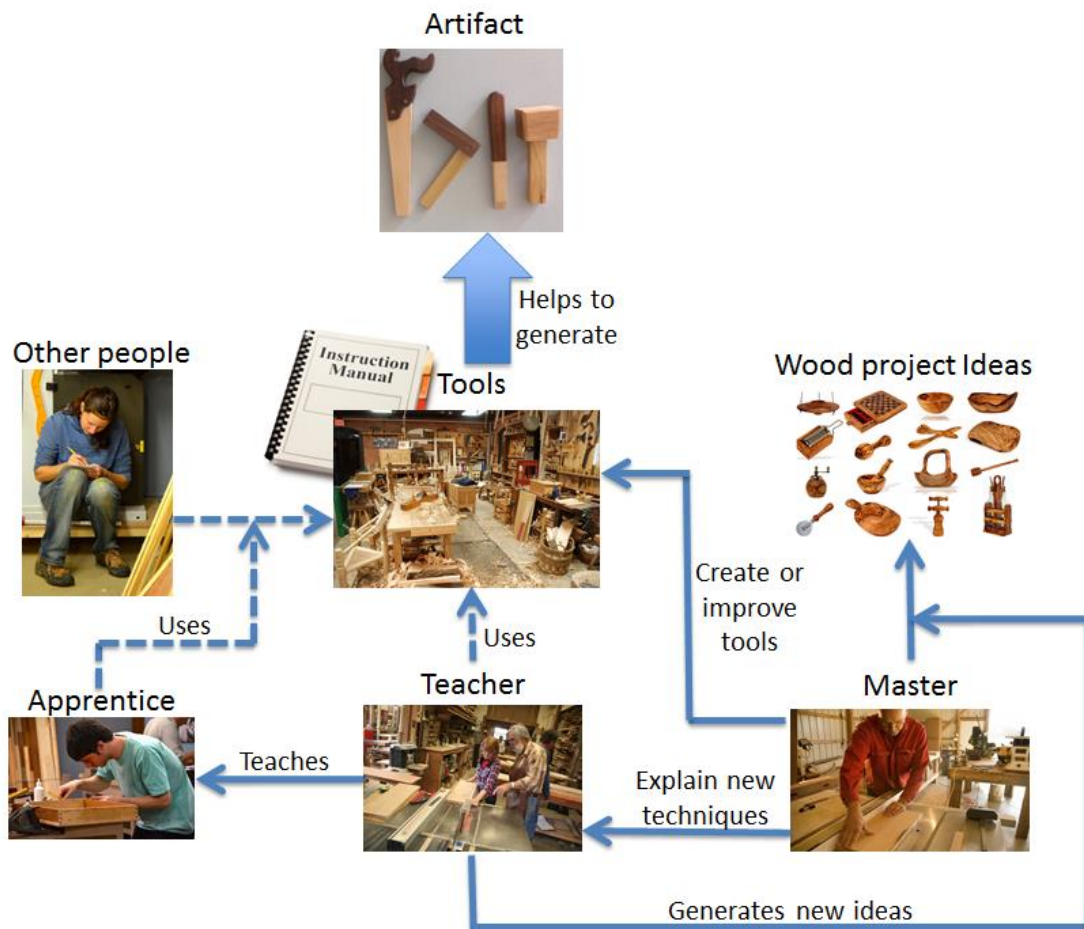 Artifact
Helps to
generate
Other people
Instruction
Manual
Tools
Wood project Ideas
Create or
improve
tools
Uses
Uses
Apprentice
Teacher
Master
Teaches
Explain new
techniques
Generates new ideas